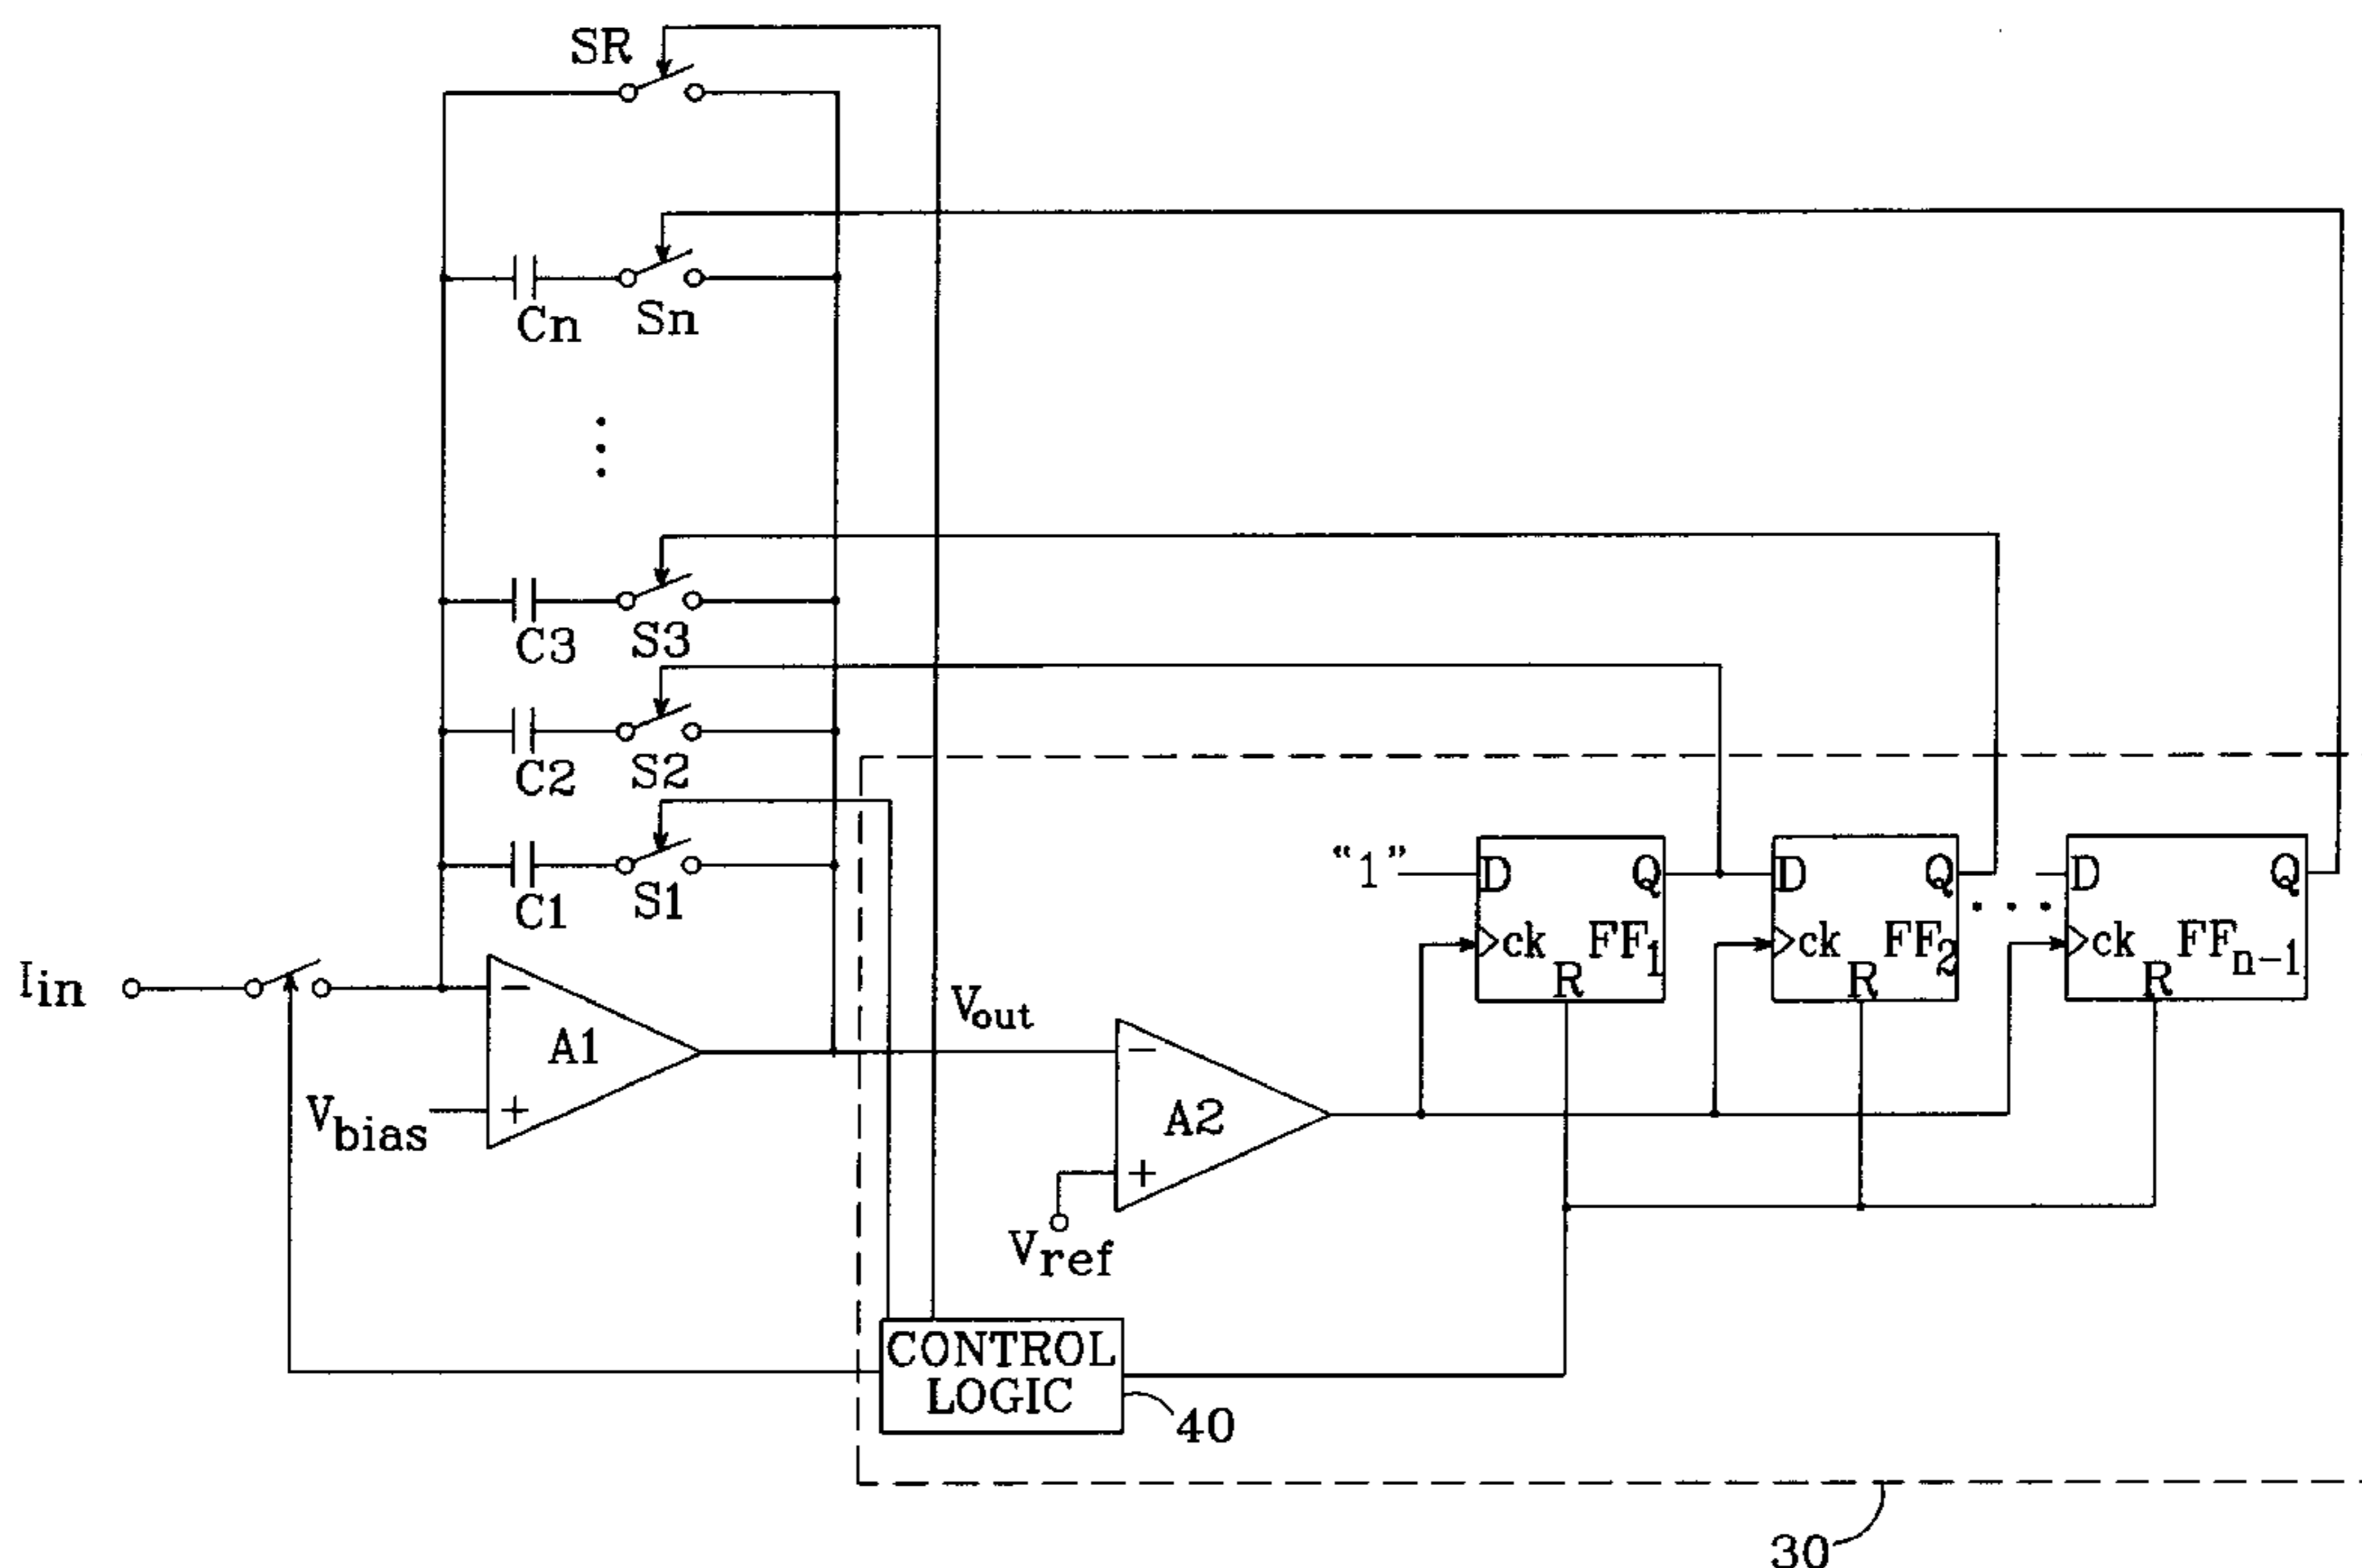 SR
Cn
Sn
C3
S3
C2
S2
C1
S1
"1"
D
Q
ck
FF1
R
D
Q
ck
FF2
R
D
Q
ck
FFn-1
R
Iin
−
A1
+
Vbias
Vout
−
A2
+
Vref
CONTROL
LOGIC
40
30